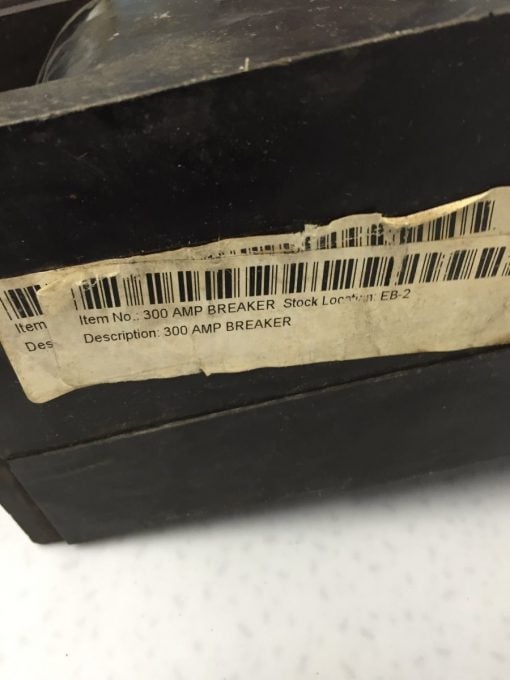 Item
Des
Item No.: 300 AMP BREAKER Stock Location: EB-2
Description: 300 AMP BREAKER